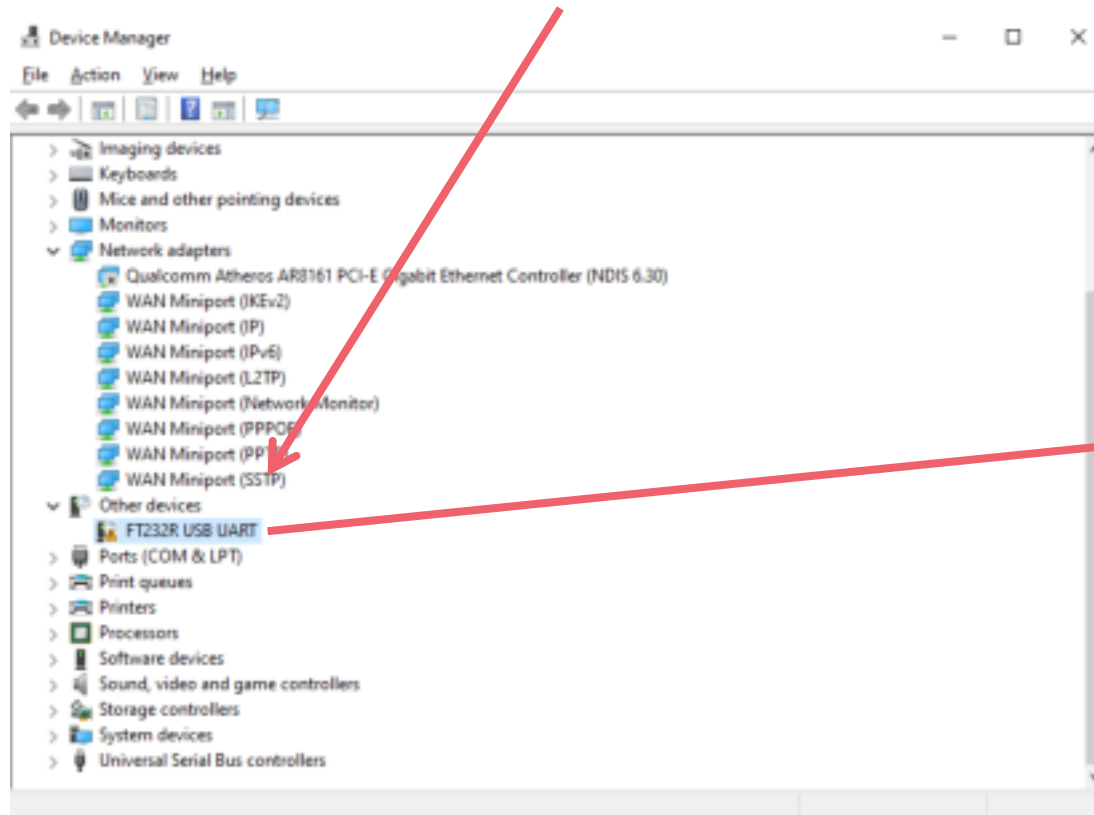 Device Manager
File Action View Help
Imaging devices
Keyboards
Mice and other pointing devices
Monitors
Network adapters
Qualcomm Atheros AR8161 PCI-E Gigabit Ethernet Controller (NDIS 6.30)
WAN Miniport (IKEv2)
WAN Miniport (IP)
WAN Miniport (IPv6)
WAN Miniport (L2TP)
WAN Miniport (Network Monitor)
WAN Miniport (PPPOE)
WAN Miniport (PPTP)
WAN Miniport (SSTP)
Other devices
FT232R USB UART
Ports (COM & LPT)
Print queues
Printers
Processors
Software devices
Sound, video and game controllers
Storage controllers
System devices
Universal Serial Bus controllers